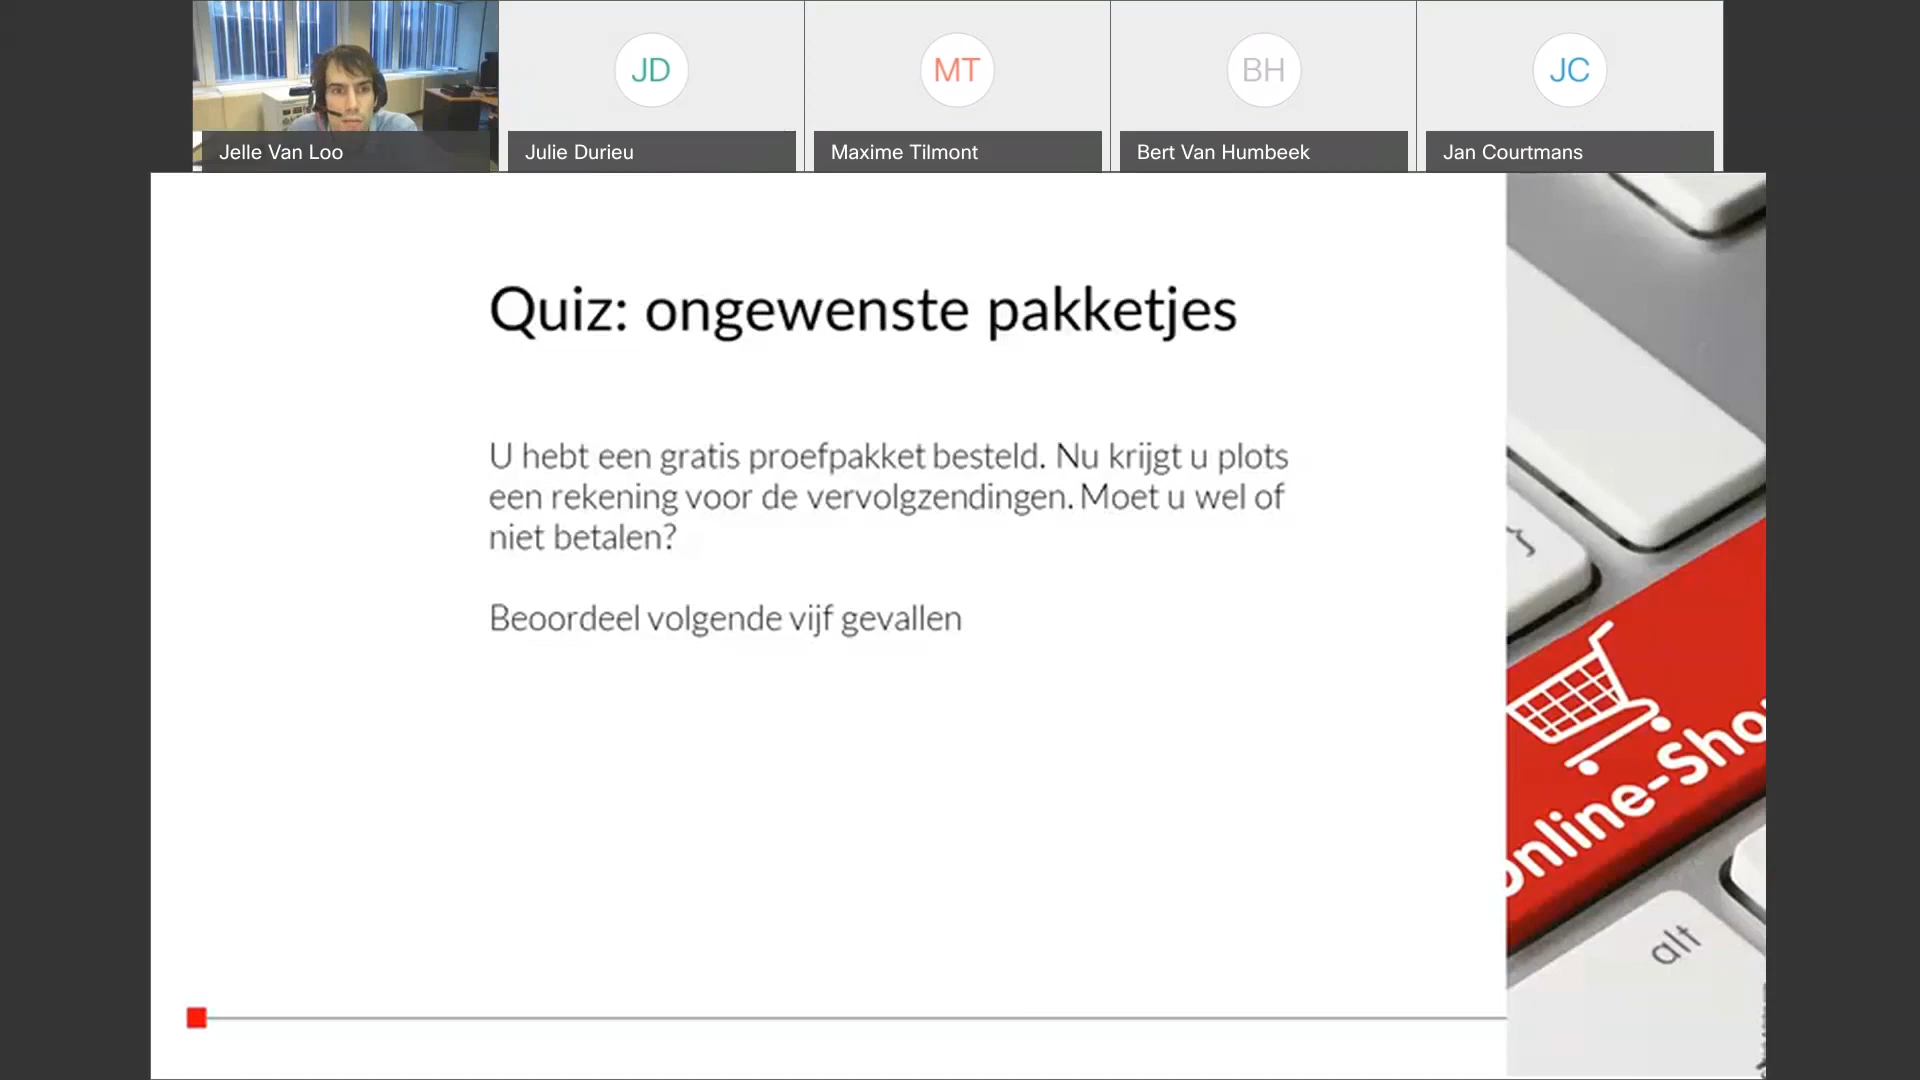 JD
MT
BH
JC
Jelle Van Loo
Julie Durieu
Maxime Tilmont
Bert Van Humbeek
Jan Courtmans
Quiz: ongewenste pakketjes
U hebt een gratis proefpakket besteld. Nu krijgt u plots
een rekening voor de vervolgzendingen. Moet u wel of
niet betalen?
Beoordeel volgende vijf gevallen
Online-Sho
alt